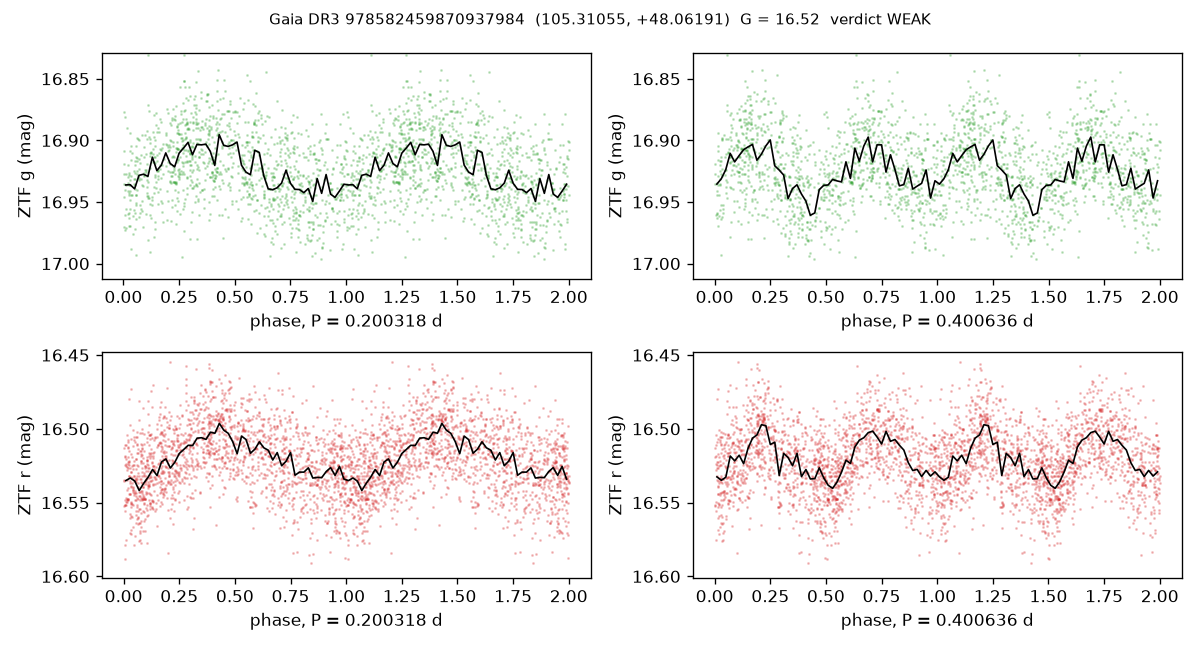 Gaia DR3 978582459870937984 (105.31055, +48.06191) G = 16.52 verdict WEAK
ZTF g (mag)
16.85
16.90
16.95
17.00
0.00 0.25 0.50 0.75 1.00 1.25 1.50 1.75 2.00
phase, P = 0.200318 d
ZTF g (mag)
16.85
16.90
16.95
17.00
0.00 0.25 0.50 0.75 1.00 1.25 1.50 1.75 2.00
phase, P = 0.400636 d
ZTF r (mag)
16.45
16.50
16.55
16.60
0.00 0.25 0.50 0.75 1.00 1.25 1.50 1.75 2.00
phase, P = 0.200318 d
ZTF r (mag)
16.45
16.50
16.55
16.60
0.00 0.25 0.50 0.75 1.00 1.25 1.50 1.75 2.00
phase, P = 0.400636 d